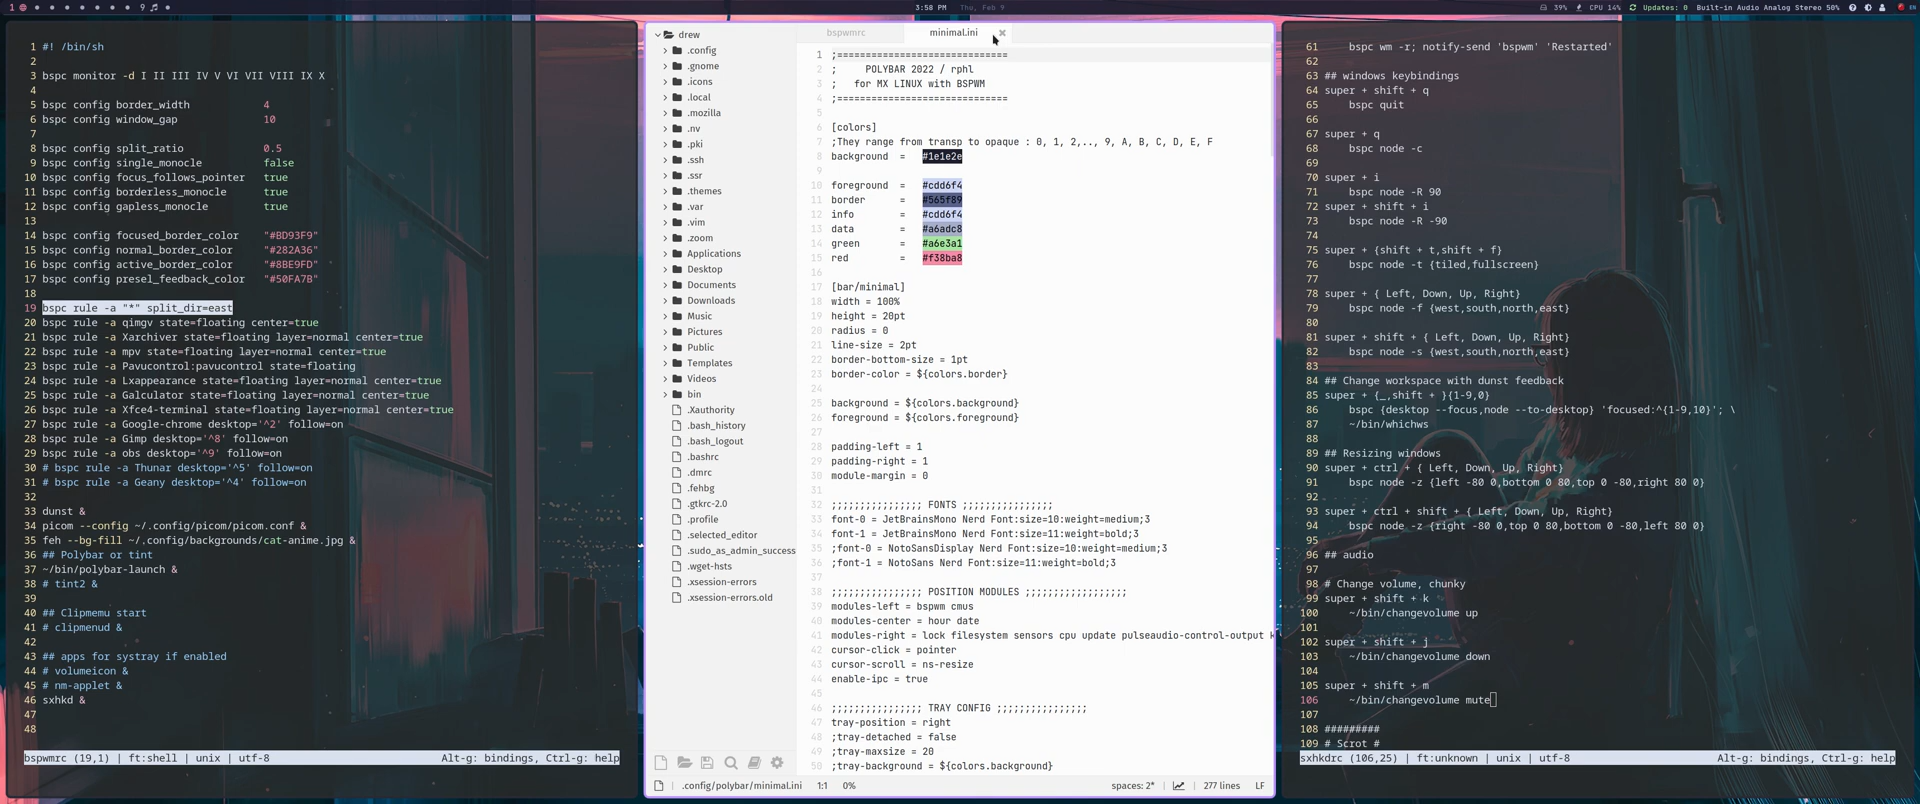 1 9
3:58 PM Thu, Feb 9
39% CPU 14% Updates: 0 Built-in Audio Analog Stereo 50% EN
1 #! /bin/sh
2
3 bspc monitor -d I II III IV V VI VII VIII IX X
4
5 bspc config border_width 4
6 bspc config window_gap 10
7
8 bspc config split_ratio 0.5
9 bspc config single_monocle false
10 bspc config focus_follows_pointer true
11 bspc config borderless_monocle true
12 bspc config gapless_monocle true
13
14 bspc config focused_border_color "#BD93F9"
15 bspc config normal_border_color "#282A36"
16 bspc config active_border_color "#8BE9FD"
17 bspc config presel_feedback_color "#50FA7B"
18
19 bspc rule -a "*" split_dir=east
20 bspc rule -a qimgv state=floating center=true
21 bspc rule -a Xarchiver state=floating layer=normal center=true
22 bspc rule -a mpv state=floating layer=normal center=true
23 bspc rule -a Pavucontrol:pavucontrol state=floating
24 bspc rule -a Lxappearance state=floating layer=normal center=true
25 bspc rule -a Galculator state=floating layer=normal center=true
26 bspc rule -a Xfce4-terminal state=floating layer=normal center=true
27 bspc rule -a Google-chrome desktop='^2' follow=on
28 bspc rule -a Gimp desktop='^8' follow=on
29 bspc rule -a obs desktop='^9' follow=on
30 # bspc rule -a Thunar desktop='^5' follow=on
31 # bspc rule -a Geany desktop='^4' follow=on
32
33 dunst &
34 picom --config ~/.config/picom/picom.conf &
35 feh --bg-fill ~/.config/backgrounds/cat-anime.jpg &
36 ## Polybar or tint
37 ~/bin/polybar-launch &
38 # tint2 &
39
40 ## Clipmemu start
41 # clipmenud &
42
43 ## apps for systray if enabled
44 # volumeicon &
45 # nm-applet &
46 sxhkd &
47
48
bspwmrc (19,1) | ft:shell | unix | utf-8 Alt-g: bindings, Ctrl-g: help
drew
.config
.gnome
.icons
.local
.mozilla
.nv
.pki
.ssh
.ssr
.themes
.var
.vim
.zoom
Applications
Desktop
Documents
Downloads
Music
Pictures
Public
Templates
Videos
bin
.Xauthority
.bash_history
.bash_logout
.bashrc
.dmrc
.fehbg
.gtkrc-2.0
.profile
.selected_editor
.sudo_as_admin_success
.wget-hsts
.xsession-errors
.xsession-errors.old
bspwmrc minimal.ini
1 ;=============================
2 ; POLYBAR 2022 / rphl
3 ; for MX LINUX with BSPWM
4 ;=============================
5
6 [colors]
7 ;They range from transp to opaque : 0, 1, 2,.., 9, A, B, C, D, E, F
8 background = #1e1e2e
9
10 foreground = #cdd6f4
11 border = #565f89
12 info = #cdd6f4
13 data = #a6adc8
14 green = #a6e3a1
15 red = #f38ba8
16
17 [bar/minimal]
18 width = 100%
19 height = 20pt
20 radius = 0
21 line-size = 2pt
22 border-bottom-size = 1pt
23 border-color = ${colors.border}
24
25 background = ${colors.background}
26 foreground = ${colors.foreground}
27
28 padding-left = 1
29 padding-right = 1
30 module-margin = 0
31
32 ;;;;;;;;;;;;;;; FONTS ;;;;;;;;;;;;;;;
33 font-0 = JetBrainsMono Nerd Font:size=10:weight=medium;3
34 font-1 = JetBrainsMono Nerd Font:size=11:weight=bold;3
35 ;font-0 = NotoSansDisplay Nerd Font:size=10:weight=medium;3
36 ;font-1 = NotoSans Nerd Font:size=11:weight=bold;3
37
38 ;;;;;;;;;;;;;;; POSITION MODULES ;;;;;;;;;;;;;;;;;
39 modules-left = bspwm cmus
40 modules-center = hour date
41 modules-right = lock filesystem sensors cpu update pulseaudio-control-output k
42 cursor-click = pointer
43 cursor-scroll = ns-resize
44 enable-ipc = true
45
46 ;;;;;;;;;;;;;;; TRAY CONFIG ;;;;;;;;;;;;;;;
47 tray-position = right
48 ;tray-detached = false
49 ;tray-maxsize = 20
50 ;tray-background = ${colors.background}
.config/polybar/minimal.ini 1:1 0% spaces: 2* 277 lines LF
61 bspc wm -r; notify-send 'bspwm' 'Restarted'
62
63 ## windows keybindings
64 super + shift + q
65 bspc quit
66
67 super + q
68 bspc node -c
69
70 super + i
71 bspc node -R 90
72 super + shift + i
73 bspc node -R -90
74
75 super + {shift + t,shift + f}
76 bspc node -t {tiled,fullscreen}
77
78 super + { Left, Down, Up, Right}
79 bspc node -f {west,south,north,east}
80
81 super + shift + { Left, Down, Up, Right}
82 bspc node -s {west,south,north,east}
83
84 ## Change workspace with dunst feedback
85 super + {_,shift + }{1-9,0}
86 bspc {desktop --focus,node --to-desktop} 'focused:^{1-9,10}'; \
87 ~/bin/whichws
88
89 ## Resizing windows
90 super + ctrl + { Left, Down, Up, Right}
91 bspc node -z {left -80 0,bottom 0 80,top 0 -80,right 80 0}
92
93 super + ctrl + shift + { Left, Down, Up, Right}
94 bspc node -z {right -80 0,top 0 80,bottom 0 -80,left 80 0}
95
96 ## audio
97
98 # Change volume, chunky
99 super + shift + k
100 ~/bin/changevolume up
101
102 super + shift + j
103 ~/bin/changevolume down
104
105 super + shift + m
106 ~/bin/changevolume mute
107
108 #########
109 # Scrot #
sxhkdrc (106,25) | ft:unknown | unix | utf-8 Alt-g: bindings, Ctrl-g: help